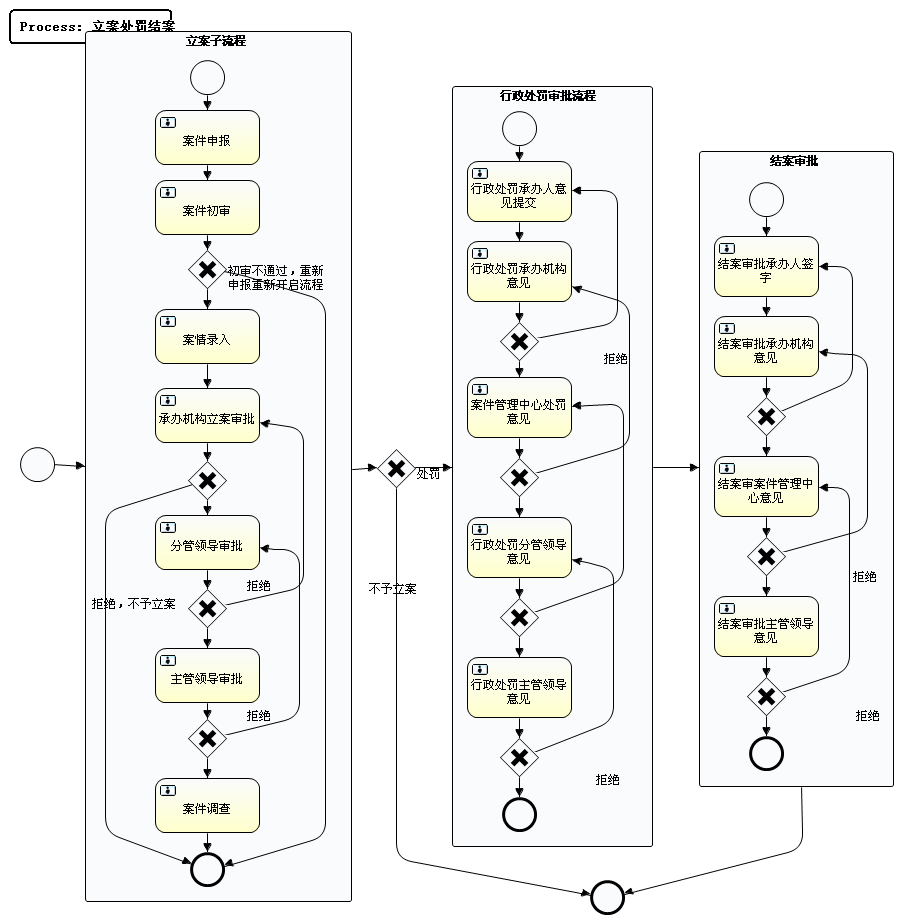 Process: 立案处罚结案
立案子流程
案件申报
案件初审
初审不通过，重新
申报重新开启流程
案情录入
承办机构立案审批
分管领导审批
拒绝
拒绝，不予立案
主管领导审批
拒绝
案件调查
处罚
不予立案
行政处罚审批流程
行政处罚承办人意
见提交
行政处罚承办机构
意见
拒绝
案件管理中心处罚
意见
行政处罚分管领导
意见
行政处罚主管领导
意见
拒绝
结案审批
结案审批承办人签
字
结案审批承办机构
意见
结案审案件管理中
心意见
拒绝
结案审批主管领导
意见
拒绝